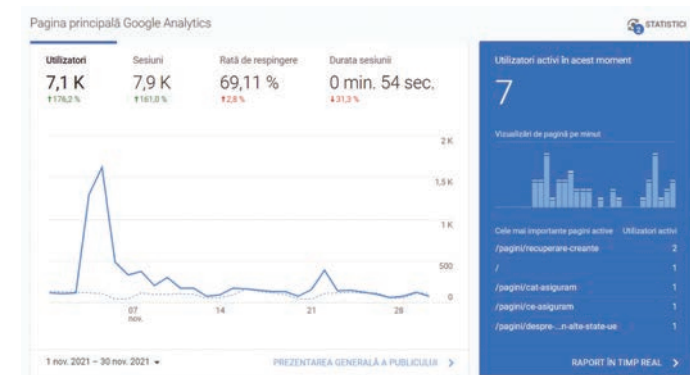 Pagina principală Google Analytics
2
STATISTICI
Utilizatori
7,1 K
↑176,2 %
Sesiuni
7,9 K
↑161,0 %
Rată de respingere
69,11 %
↑2,8 %
Durata sesiunii
0 min. 54 sec.
↓31,3 %
2 K
1,5 K
1 K
500
0
07
nov.
14
21
28
1 nov. 2021 – 30 nov. 2021
PREZENTAREA GENERALĂ A PUBLICULUI >
Utilizatori activi în acest moment
7
Vizualizări de pagină pe minut
Cele mai importante pagini active Utilizatori activi
/pagini/recuperare-creante 2
/ 1
/pagini/cat-asiguram 1
/pagini/ce-asiguram 1
/pagini/despre-...n-alte-state-ue 1
RAPORT ÎN TIMP REAL >